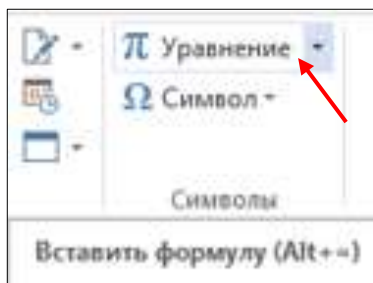 π Уравнение
Ω Символ
Символы
Вставить формулу (Alt+=)